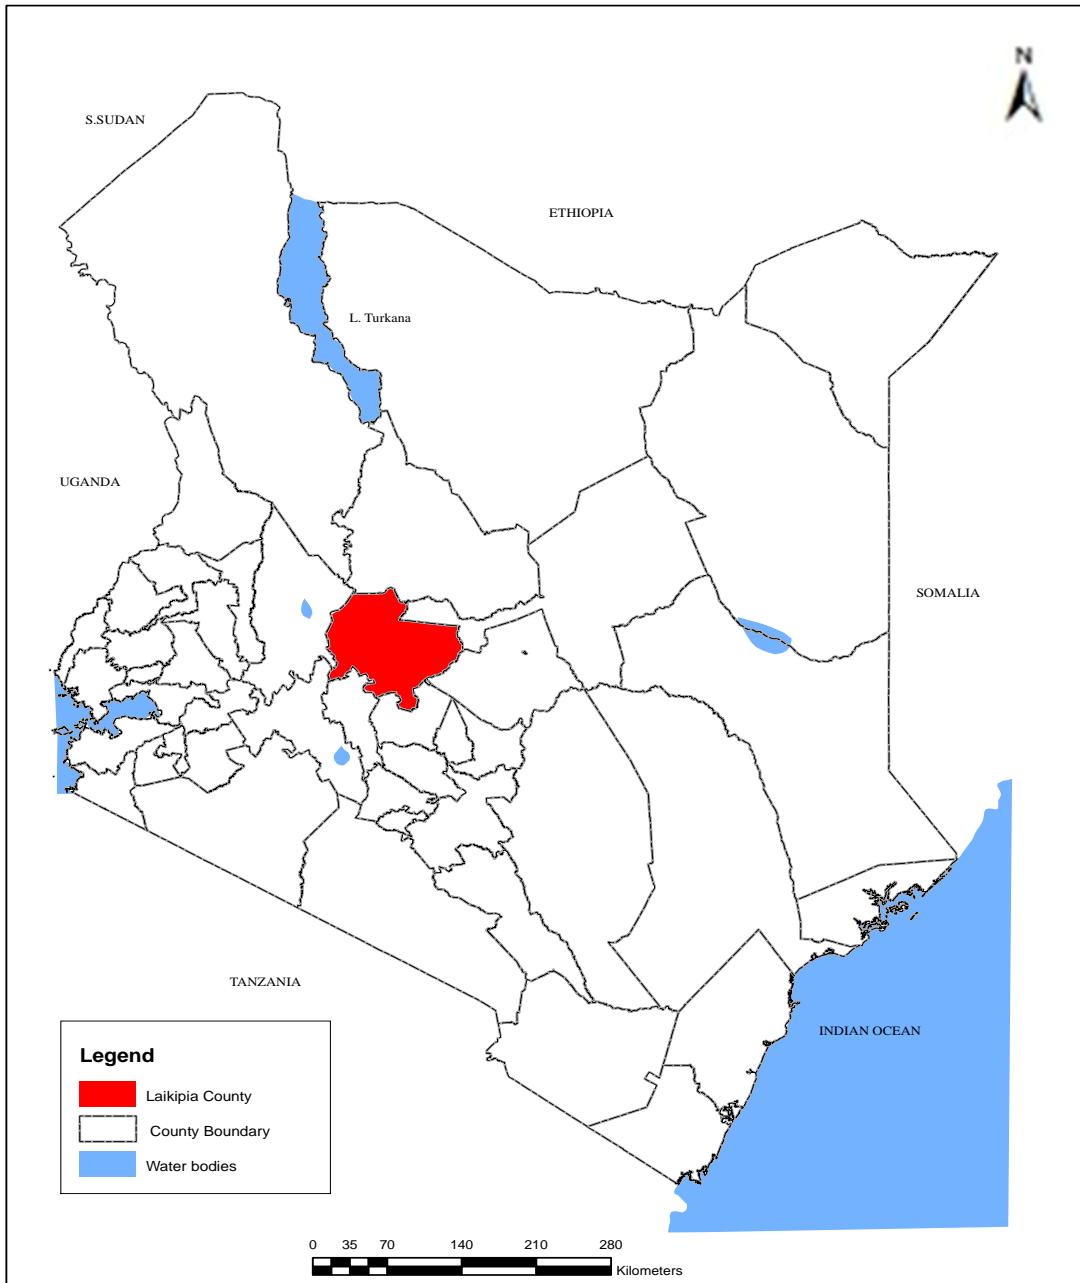 N
S.SUDAN
ETHIOPIA
L. Turkana
UGANDA
SOMALIA
TANZANIA
INDIAN OCEAN
Legend
Laikipia County
County Boundary
Water bodies
0 35 70 140 210 280
Kilometers